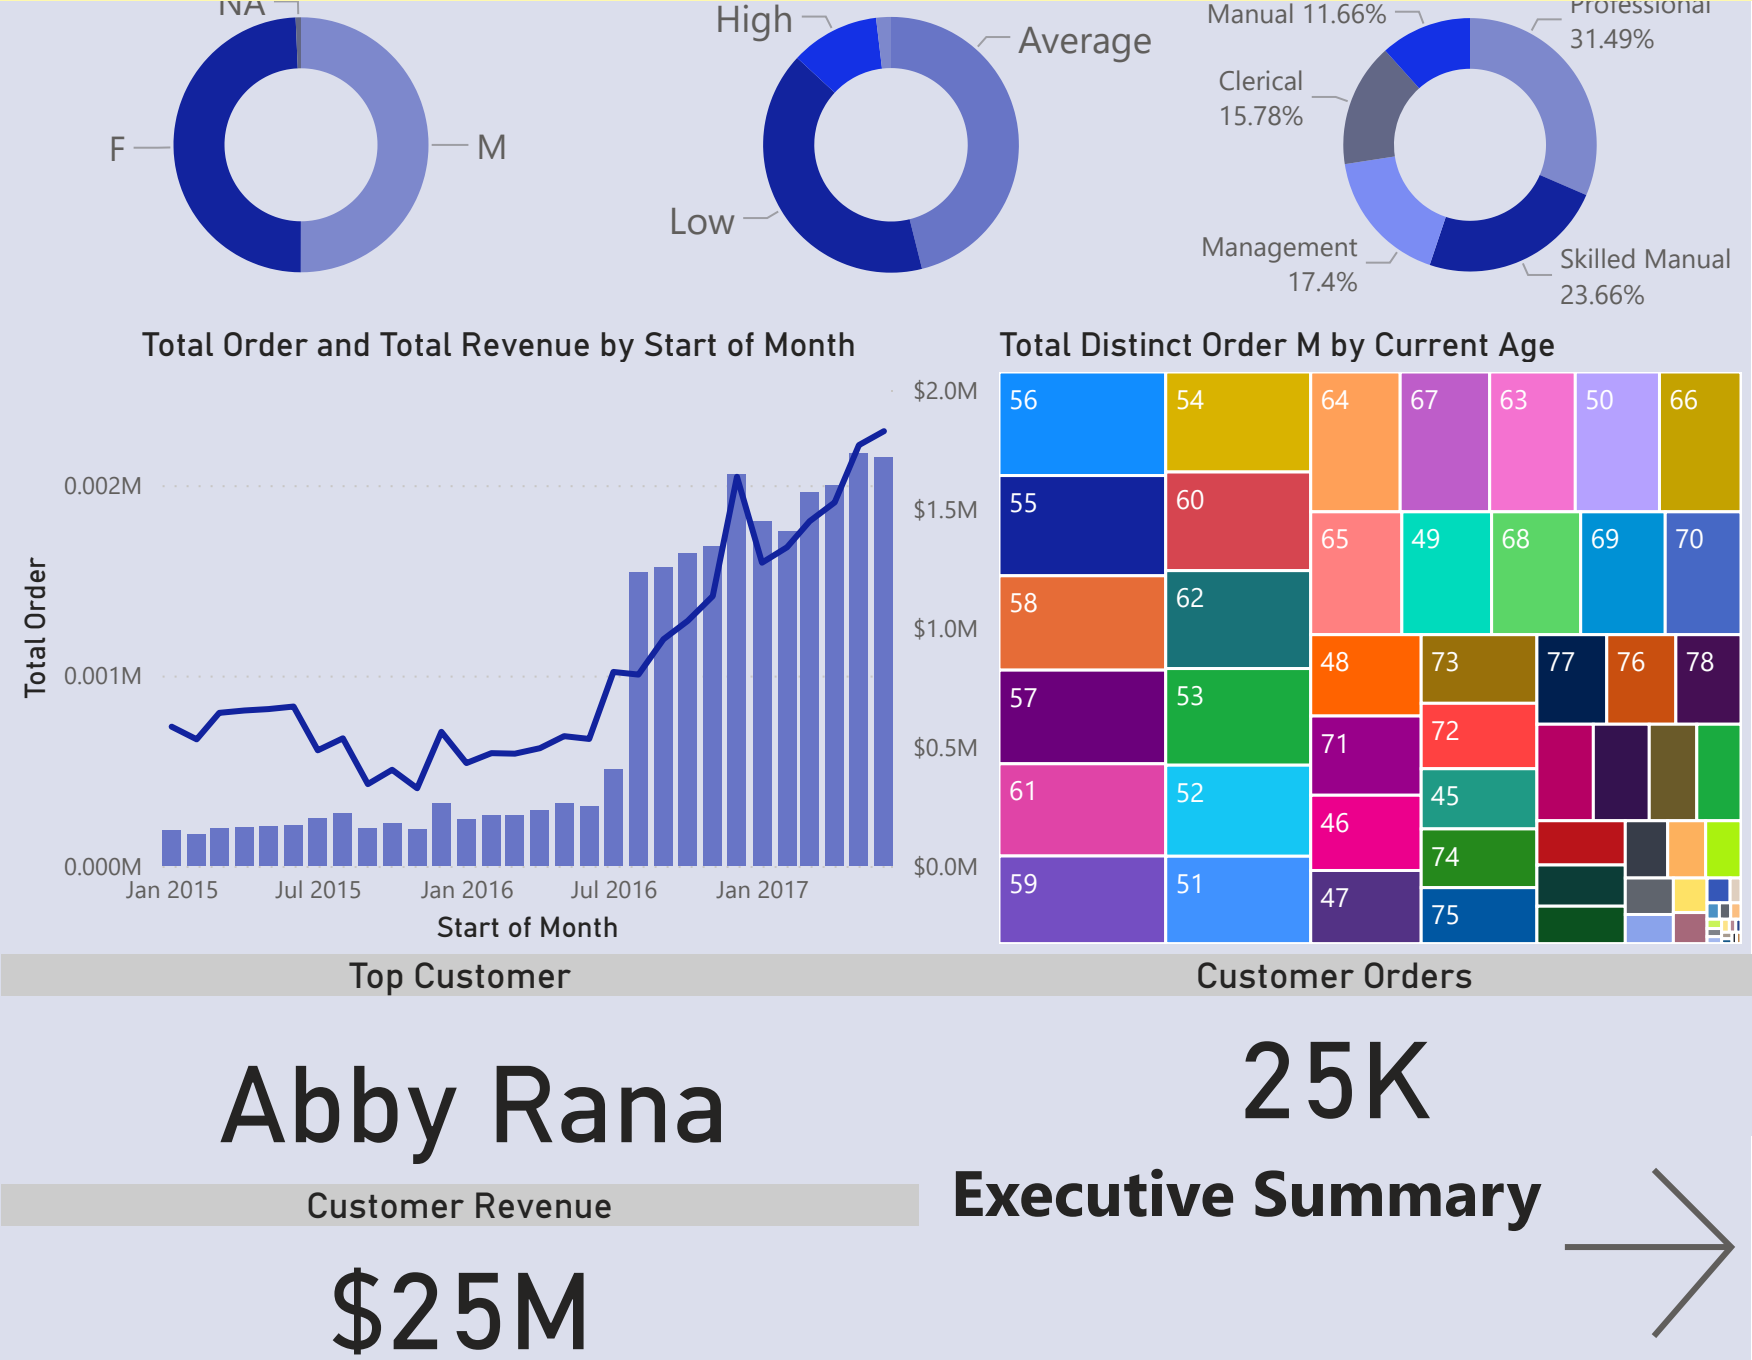 NA
F
M
High
Average
Low
Manual 11.66%
Professional
31.49%
Clerical
15.78%
Management
17.4%
Skilled Manual
23.66%
Total Order and Total Revenue by Start of Month
Total Order
0.002M
0.001M
0.000M
$2.0M
$1.5M
$1.0M
$0.5M
$0.0M
Jan 2015
Jul 2015
Jan 2016
Jul 2016
Jan 2017
Start of Month
Total Distinct Order M by Current Age
56
54
64
67
63
50
66
55
60
65
49
68
69
70
58
62
48
73
77
76
78
57
53
71
72
61
52
46
45
59
51
47
74
75
Top Customer
Customer Orders
Abby Rana
25K
Customer Revenue
Executive Summary
$25M